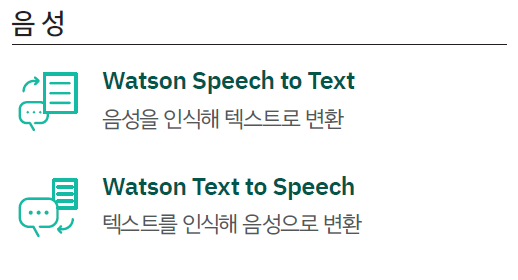 음성
Watson Speech to Text
음성을 인식해 텍스트로 변환
Watson Text to Speech
텍스트를 인식해 음성으로 변환